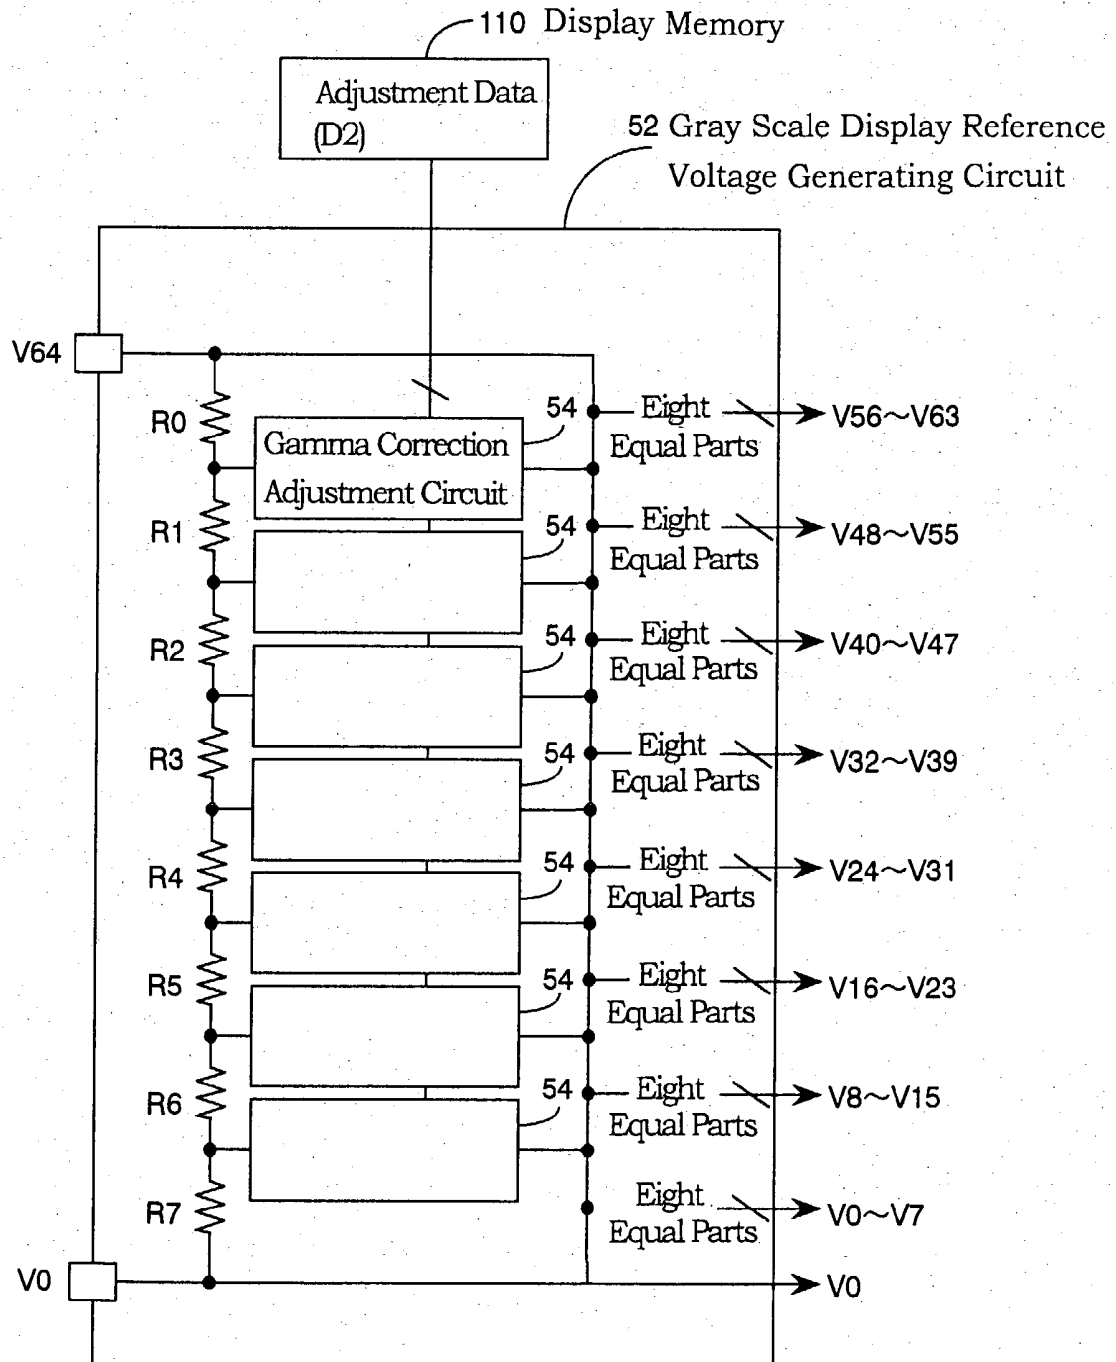 110 Display Memory
Adjustment Data
(D2)
52 Gray Scale Display Reference
Voltage Generating Circuit
V64
R0
Gamma Correction
Adjustment Circuit
54
Eight
Equal Parts
V56～V63
R1
54
Eight
Equal Parts
V48～V55
R2
54
Eight
Equal Parts
V40～V47
R3
54
Eight
Equal Parts
V32～V39
R4
54
Eight
Equal Parts
V24～V31
R5
54
Eight
Equal Parts
V16～V23
R6
54
Eight
Equal Parts
V8～V15
R7
Eight
Equal Parts
V0～V7
V0
V0